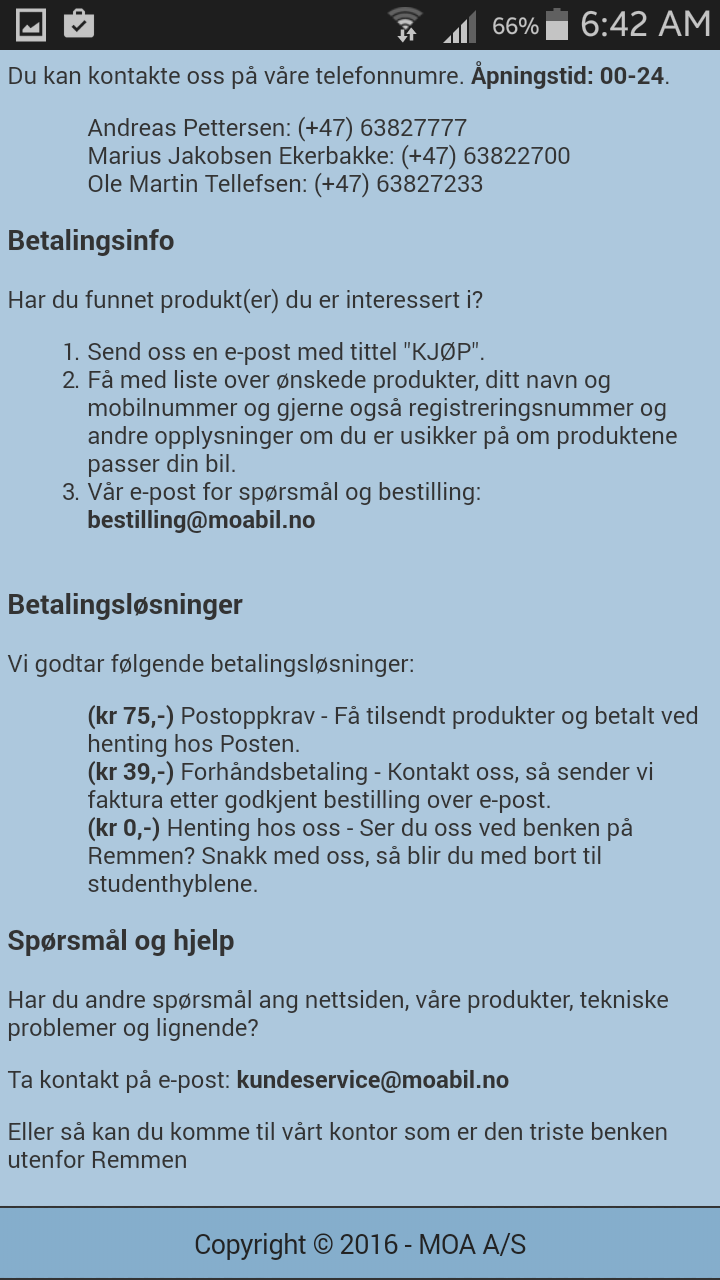 66% 6:42 AM
Du kan kontakte oss på våre telefonnumre. Åpningstid: 00-24.
Andreas Pettersen: (+47) 63827777
Marius Jakobsen Ekerbakke: (+47) 63822700
Ole Martin Tellefsen: (+47) 63827233
Betalingsinfo
Har du funnet produkt(er) du er interessert i?
1. Send oss en e-post med tittel "KJØP".
2. Få med liste over ønskede produkter, ditt navn og
mobilnummer og gjerne også registreringsnummer og
andre opplysninger om du er usikker på om produktene
passer din bil.
3. Vår e-post for spørsmål og bestilling:
bestilling@moabil.no
Betalingsløsninger
Vi godtar følgende betalingsløsninger:
(kr 75,-) Postoppkrav - Få tilsendt produkter og betalt ved
henting hos Posten.
(kr 39,-) Forhåndsbetaling - Kontakt oss, så sender vi
faktura etter godkjent bestilling over e-post.
(kr 0,-) Henting hos oss - Ser du oss ved benken på
Remmen? Snakk med oss, så blir du med bort til
studenthyblene.
Spørsmål og hjelp
Har du andre spørsmål ang nettsiden, våre produkter, tekniske
problemer og lignende?
Ta kontakt på e-post: kundeservice@moabil.no
Eller så kan du komme til vårt kontor som er den triste benken
utenfor Remmen
Copyright © 2016 - MOA A/S